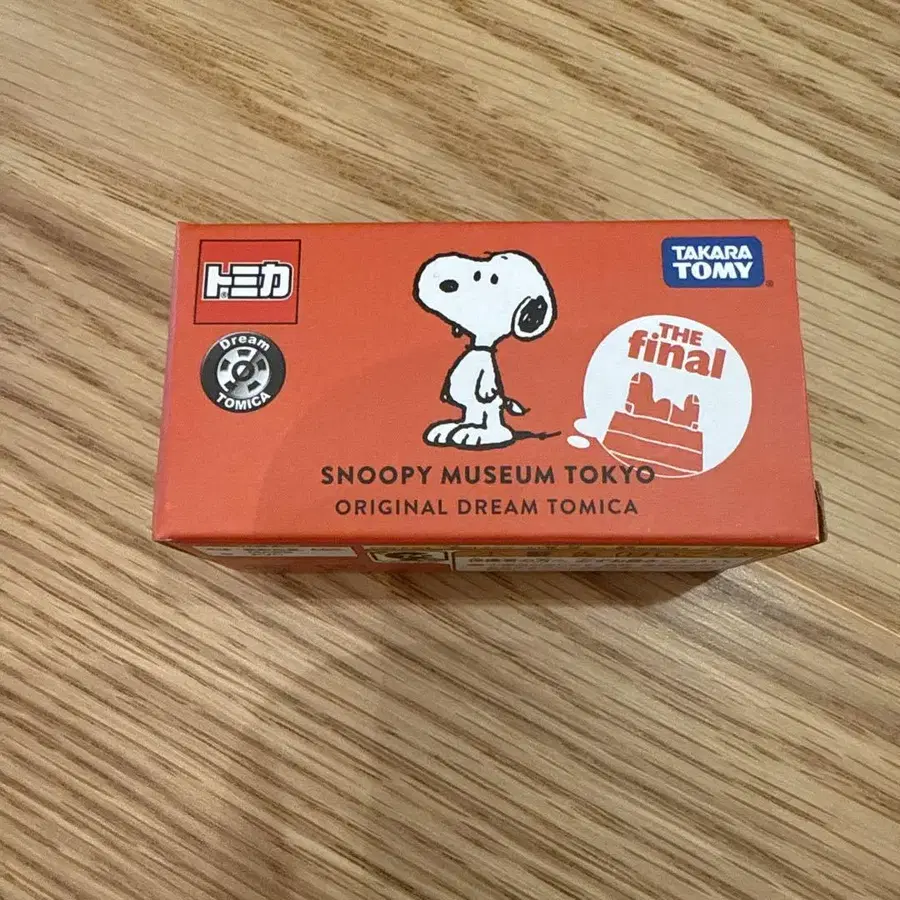 トミカ
Dream
TOMICA
TAKARA
TOMY
THE
final
SNOOPY MUSEUM TOKYO
ORIGINAL DREAM TOMICA